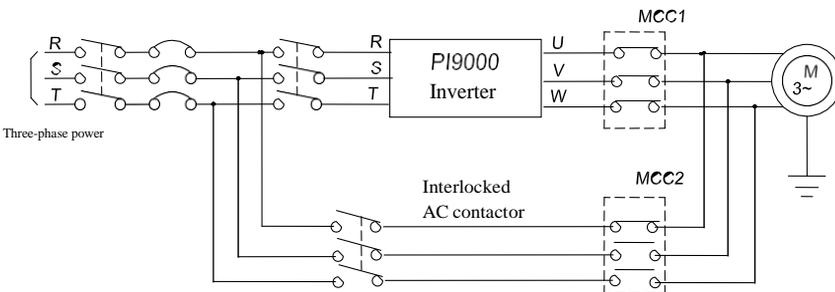 MCC1
R
R
U
S
S
PI9000
V
M
T
T
Inverter
W
3~
Three-phase power
MCC2
Interlocked
AC contactor